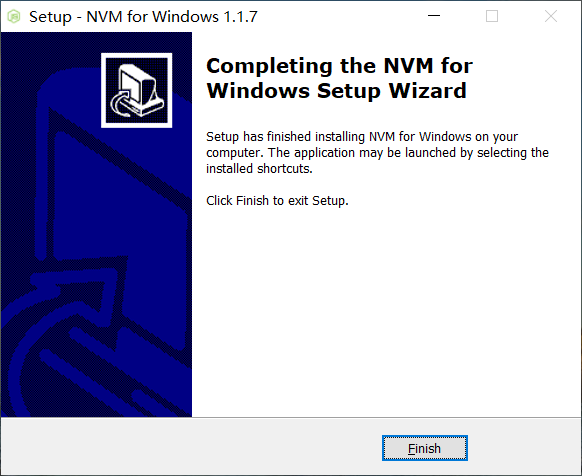 Setup - NVM for Windows 1.1.7
Completing the NVM for
Windows Setup Wizard
Setup has finished installing NVM for Windows on your
computer. The application may be launched by selecting the
installed shortcuts.
Click Finish to exit Setup.
Finish